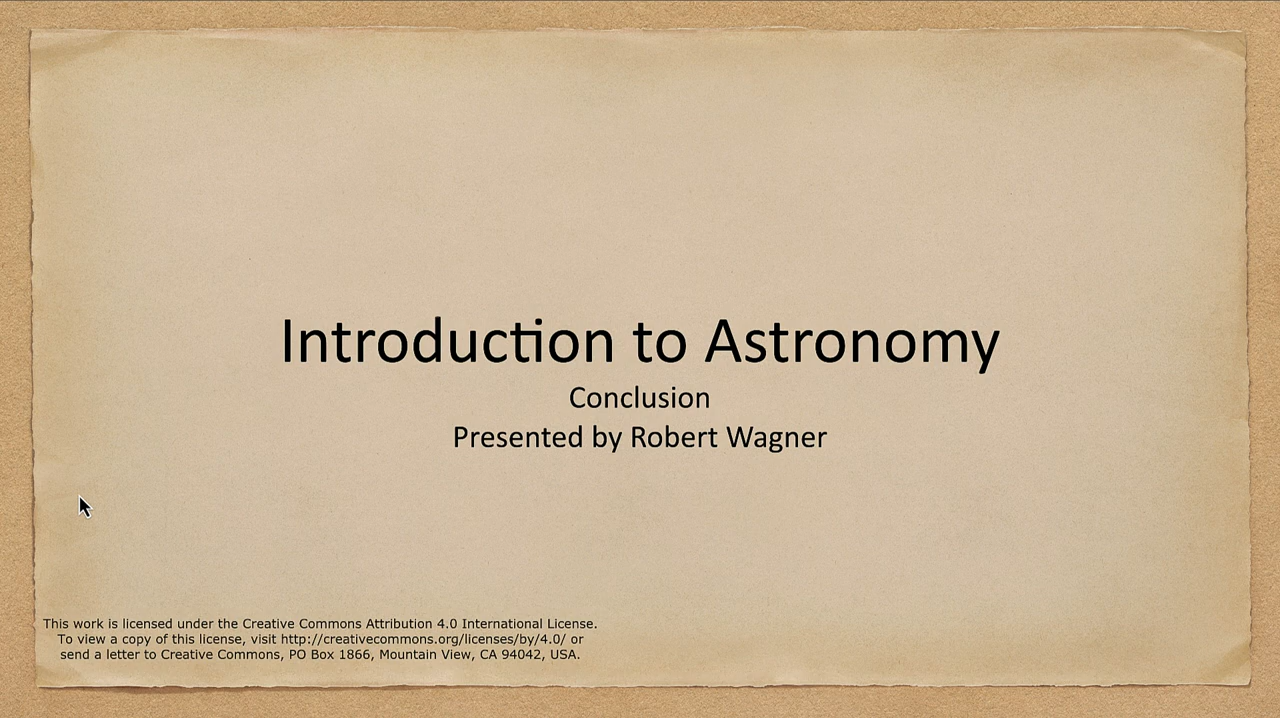 Introduction to Astronomy
Conclusion
Presented by Robert Wagner
This work is licensed under the Creative Commons Attribution 4.0 International License.
To view a copy of this license, visit http://creativecommons.org/licenses/by/4.0/ or
send a letter to Creative Commons, PO Box 1866, Mountain View, CA 94042, USA.